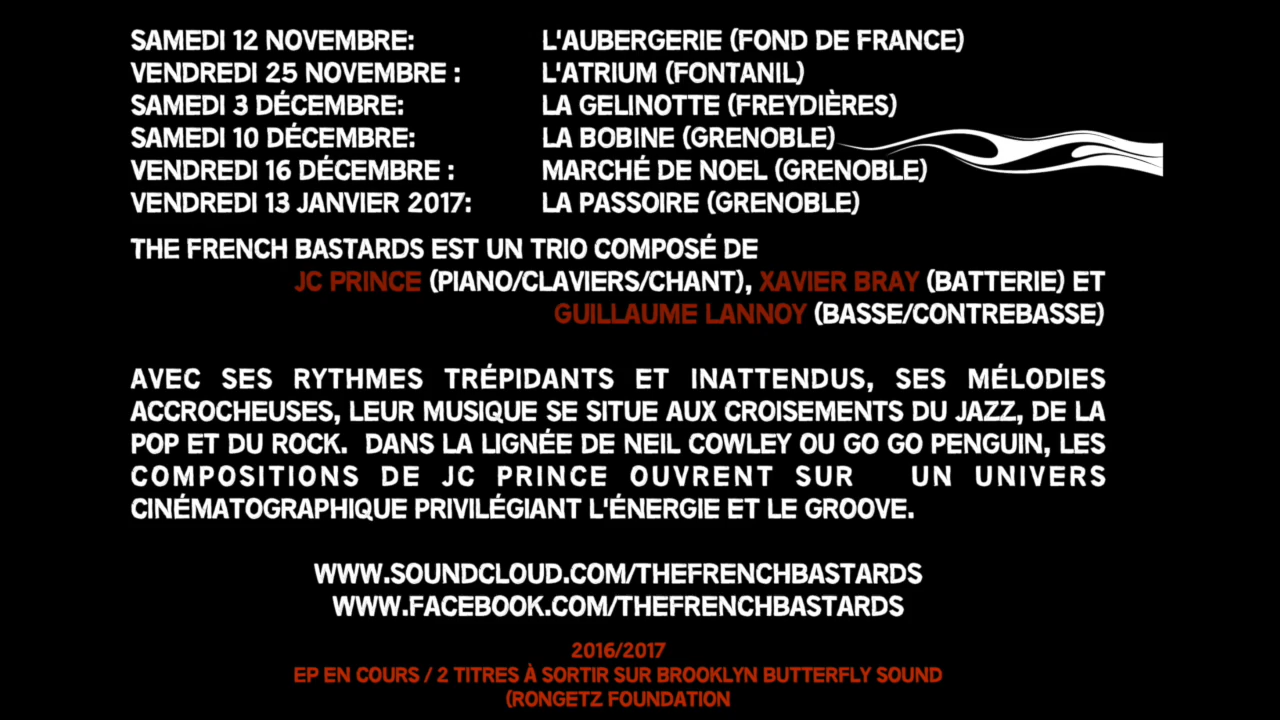 SAMEDI 12 NOVEMBRE: L'AUBERGERIE (FOND DE FRANCE)
VENDREDI 25 NOVEMBRE : L'ATRIUM (FONTANIL)
SAMEDI 3 DÉCEMBRE: LA GELINOTTE (FREYDIÈRES)
SAMEDI 10 DÉCEMBRE: LA BOBINE (GRENOBLE)
VENDREDI 16 DÉCEMBRE : MARCHÉ DE NOEL (GRENOBLE)
VENDREDI 13 JANVIER 2017: LA PASSOIRE (GRENOBLE)
THE FRENCH BASTARDS EST UN TRIO COMPOSÉ DE
JC PRINCE (PIANO/CLAVIERS/CHANT), XAVIER BRAY (BATTERIE) ET
GUILLAUME LANNOY (BASSE/CONTREBASSE)
AVEC SES RYTHMES TRÉPIDANTS ET INATTENDUS, SES MÉLODIES
ACCROCHEUSES, LEUR MUSIQUE SE SITUE AUX CROISEMENTS DU JAZZ, DE LA
POP ET DU ROCK. DANS LA LIGNÉE DE NEIL COWLEY OU GO GO PENGUIN, LES
COMPOSITIONS DE JC PRINCE OUVRENT SUR UN UNIVERS
CINÉMATOGRAPHIQUE PRIVILÉGIANT L'ÉNERGIE ET LE GROOVE.
WWW.SOUNDCLOUD.COM/THEFRENCHBASTARDS
WWW.FACEBOOK.COM/THEFRENCHBASTARDS
2016/2017
EP EN COURS / 2 TITRES À SORTIR SUR BROOKLYN BUTTERFLY SOUND
(RONGETZ FOUNDATION